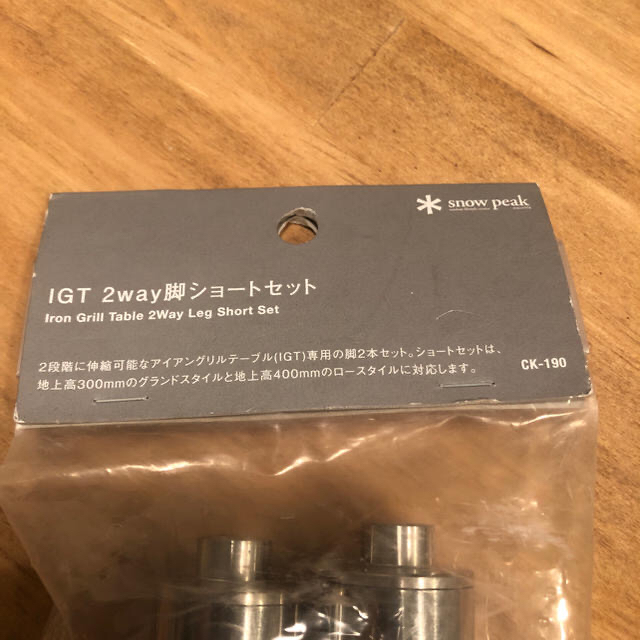 snow peak
IGT 2way脚ショートセット
Iron Grill Table 2Way Leg Short Set
2段階に伸縮可能なアイアングリルテーブル(IGT)専用の脚2本セット。ショートセットは、
地上高300mmのグランドスタイルと地上高400mmのロースタイルに対応します。
CK-190